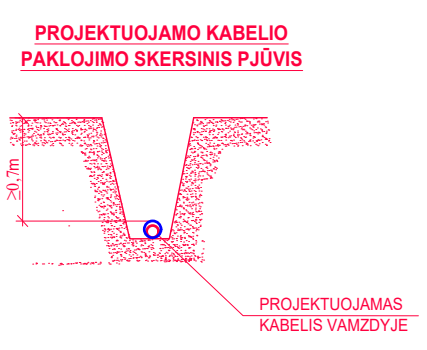 PROJEKTUOJAMO KABELIO
PAKLOJIMO SKERSINIS PJŪVIS
≥0,7m
PROJEKTUOJAMAS
KABELIS VAMZDYJE